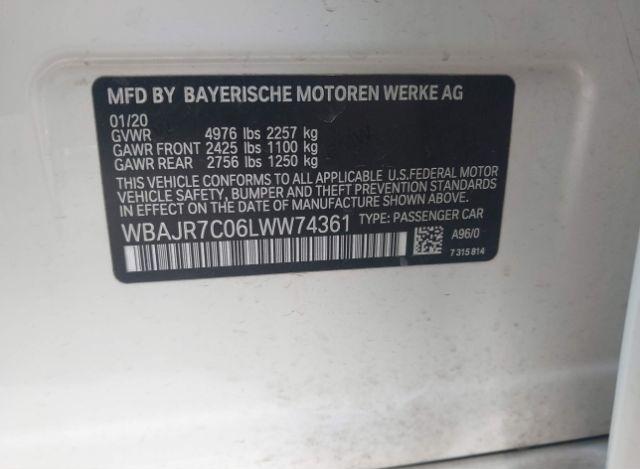 MFD BY BAYERISCHE MOTOREN WERKE AG
01/20
GVWR 4976 lbs 2257 kg
GAWR FRONT 2425 lbs 1100 kg
GAWR REAR 2756 lbs 1250 kg
THIS VEHICLE CONFORMS TO ALL APPLICABLE U.S.FEDERAL MOTOR
VEHICLE SAFETY, BUMPER AND THEFT PREVENTION STANDARDS
IN EFFECT ON THE DATE OF MANUFACTURE SHOWN ABOVE.
WBAJR7C06LWW74361 TYPE: PASSENGER CAR
A96/0
7 315 814